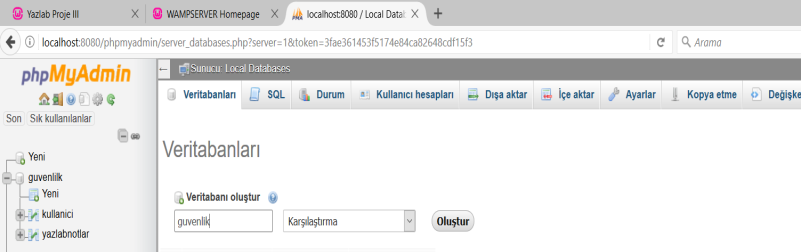 Yazlab Proje III
WAMPSERVER Homepage
localhost:8080 / Local Datab
localhost:8080/phpmyadmin/server_databases.php?server=1&token=3fae361453f5174e84ca82648cdf15f3
Arama
phpMyAdmin
Sunucu: Local Databases
Veritabanları SQL Durum Kullanıcı hesapları Dışa aktar İçe aktar Ayarlar Kopya etme Değişke
Son Sık kullanılanlar
Yeni
guvenlilk
Yeni
kullanici
yazlabnotlar
Veritabanları
Veritabanı oluştur
guvenlik
Karşılaştırma
Oluştur